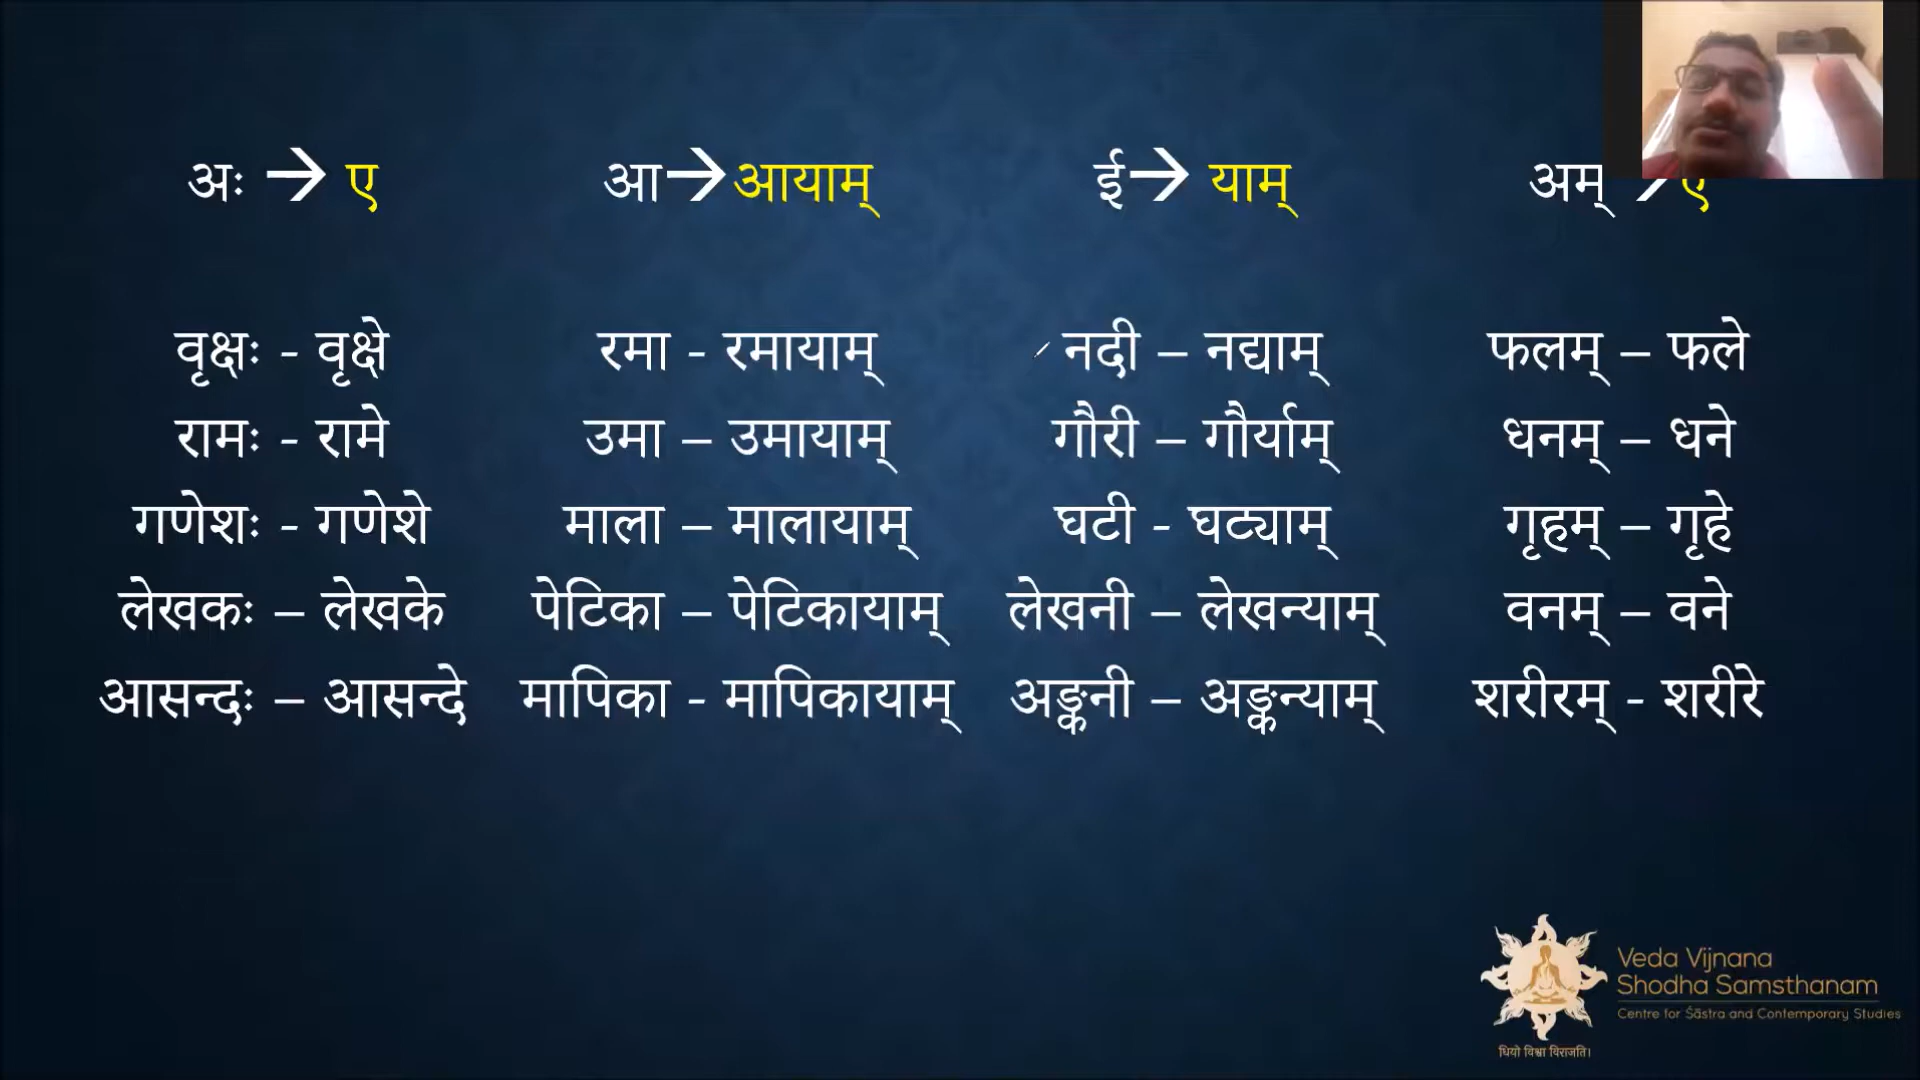 अः → ए आ→आयाम् ई→ याम् अम् →ए
वृक्षः - वृक्षे रमा - रमायाम् नदी – नद्याम् फलम् – फले
रामः - रामे उमा – उमायाम् गौरी – गौर्याम् धनम् – धने
गणेशः - गणेशे माला – मालायाम् घटी - घट्याम् गृहम् – गृहे
लेखकः – लेखके पेटिका – पेटिकायाम् लेखनी – लेखन्याम् वनम् – वने
आसन्दः – आसन्दे मापिका - मापिकायाम् अङ्कनी – अङ्कन्याम् शरीरम् - शरीरे
Veda Vijnana
Shodha Samsthanam
Centre for Śāstra and Contemporary Studies
धियो विश्वा विराजति।